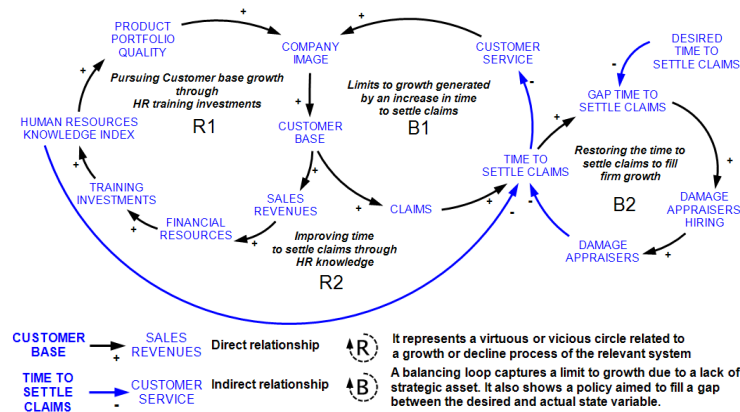 PRODUCT
PORTFOLIO
QUALITY
+
COMPANY
IMAGE
+
CUSTOMER
SERVICE
DESIRED
TIME TO
SETTLE CLAIMS
-
GAP TIME TO
SETTLE CLAIMS
+
-
Pursuing Customer base growth
through
HR training investments
R1
Limits to growth generated
by an increase in time
to settle claims
B1
+
+
HUMAN RESOURCES
KNOWLEDGE INDEX
+
CUSTOMER
BASE
+
+
TIME TO
SETTLE CLAIMS
+
-
-
Restoring the time to
settle claims to fill
firm growth
B2
+
TRAINING
INVESTMENTS
+
FINANCIAL
RESOURCES
+
SALES
REVENUES
CLAIMS
+
DAMAGE
APPRAISERS
HIRING
+
DAMAGE
APPRAISERS
Improving time
to settle claims through
HR knowledge
R2
CUSTOMER
BASE
+
SALES
REVENUES
Direct relationship
R
It represents a virtuous or vicious circle related to
a growth or decline process of the relevant system
TIME TO
SETTLE
CLAIMS
-
CUSTOMER
SERVICE
Indirect relationship
B
A balancing loop captures a limit to growth due to a lack of
strategic asset. It also shows a policy aimed to fill a gap
between the desired and actual state variable.